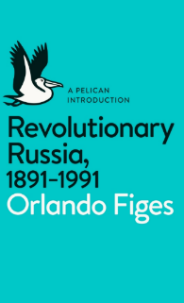 A PELICAN
INTRODUCTION
Revolutionary
Russia,
1891–1991
Orlando Figes